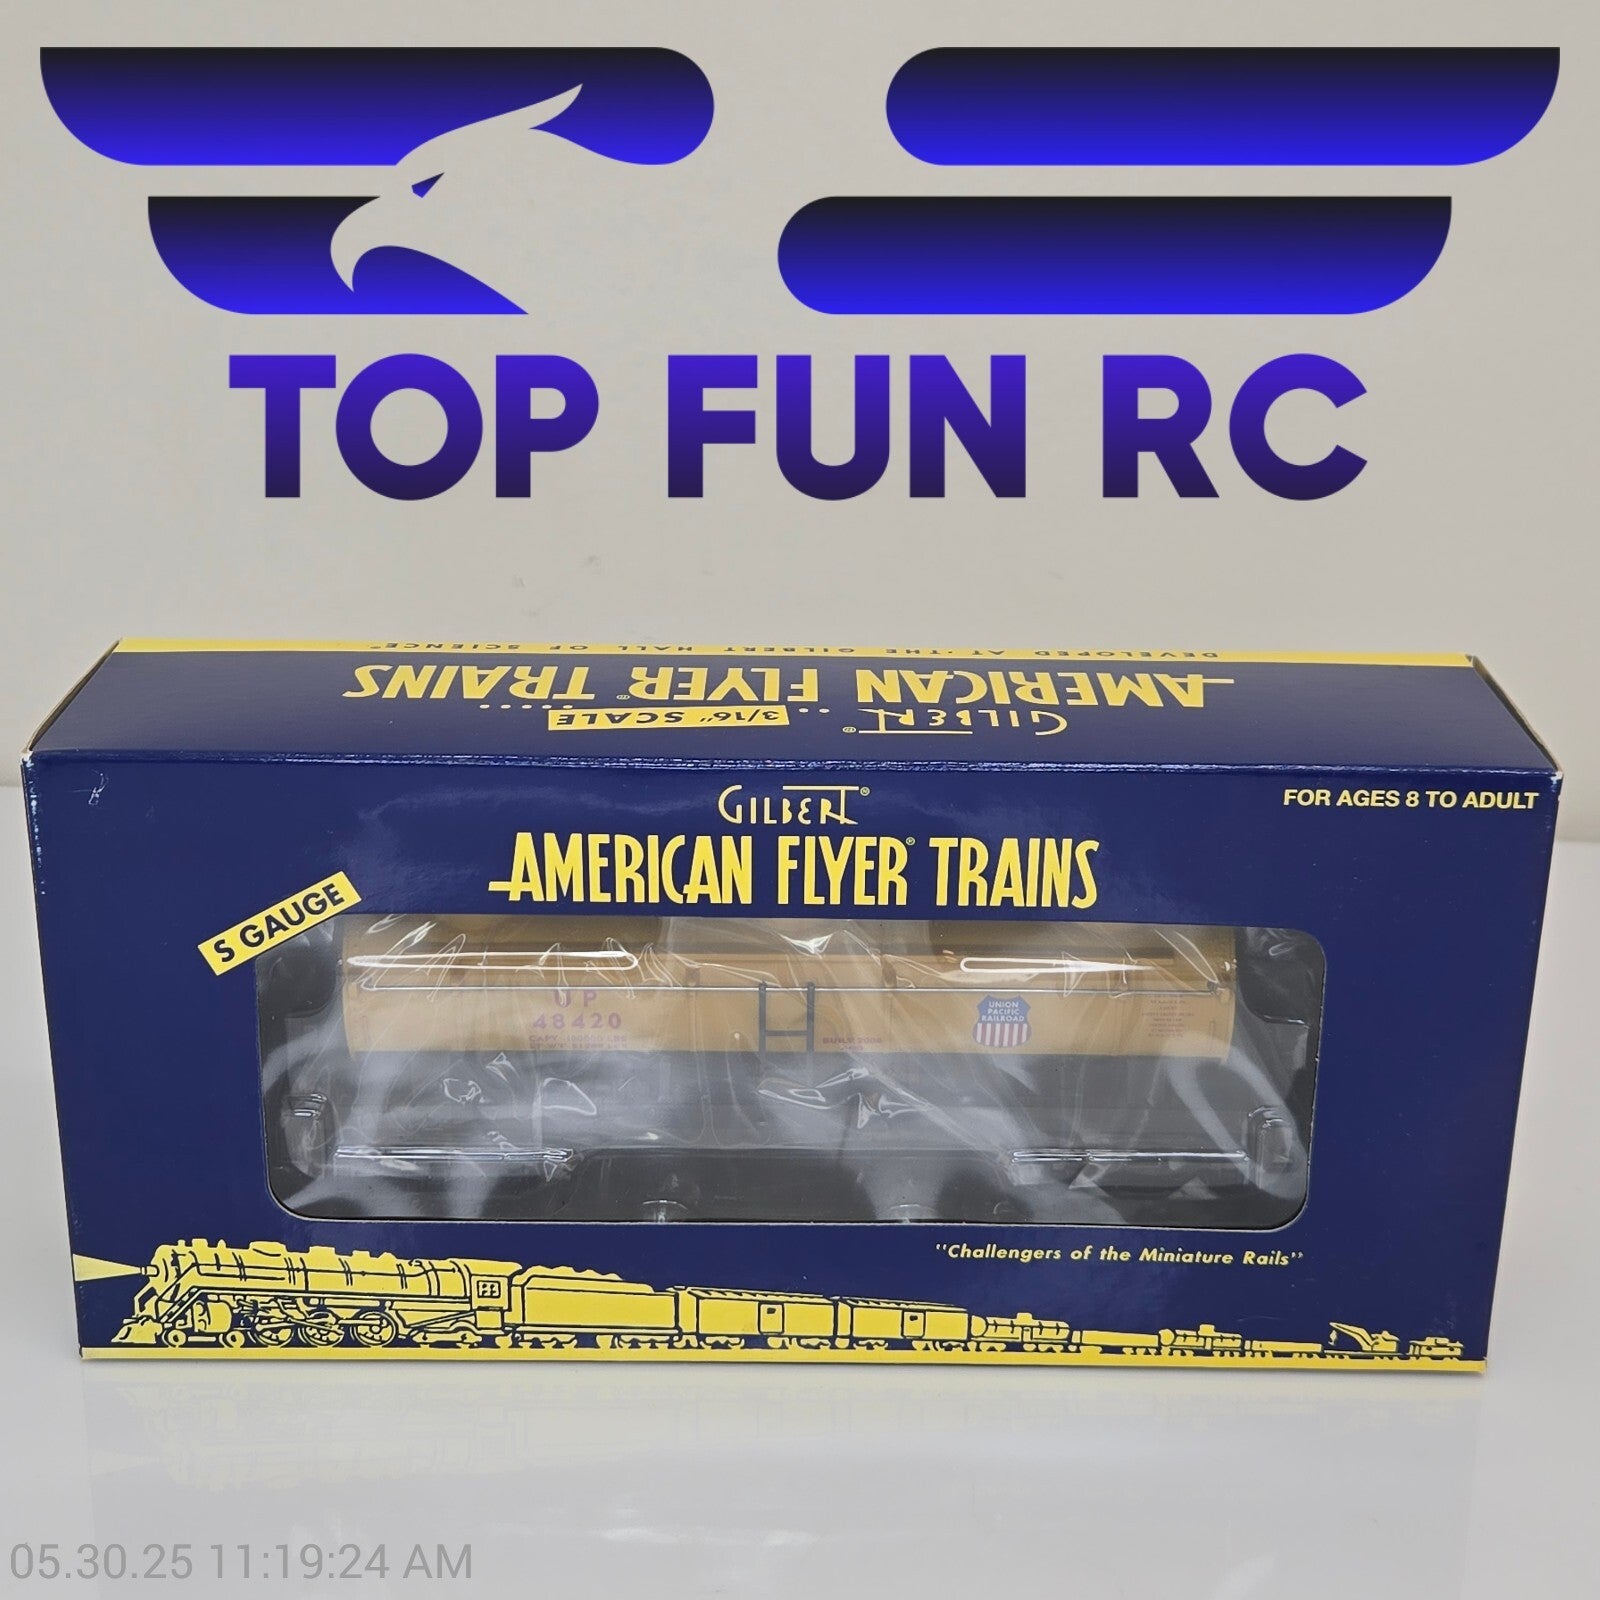 TOP FUN RC
DEVELOPED AT THE GILBERT HALL OF SCIENCE
AMERICAN FLYER® TRAINS
GILBERT®
3/16" SCALE
GILBERT®
FOR AGES 8 TO ADULT
AMERICAN FLYER® TRAINS
S GAUGE
UP
48420
UNION
PACIFIC
RAILROAD
"Challengers of the Miniature Rails"
05.30.25 11:19:24 AM